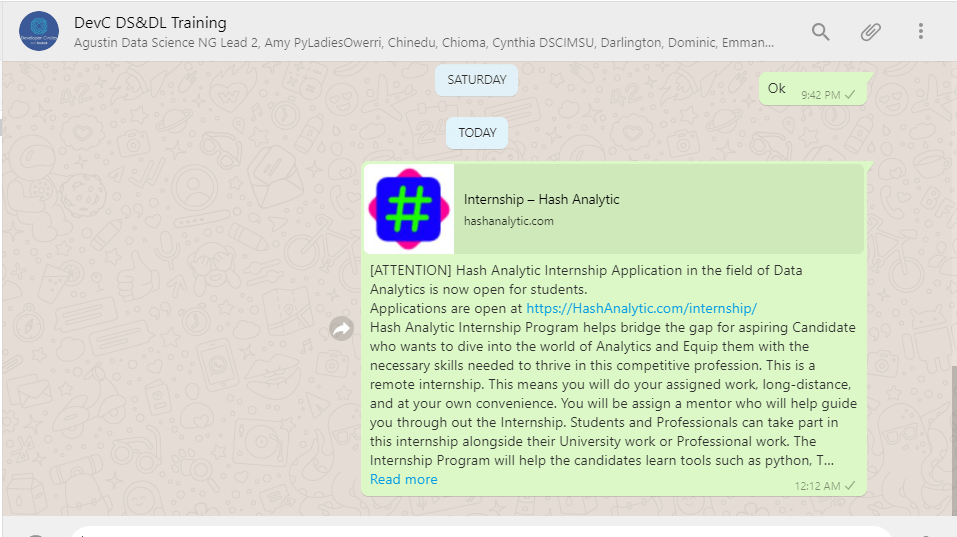 DevC DS&DL Training
Agustin Data Science NG Lead 2, Amy PyLadiesOwerri, Chinedu, Chioma, Cynthia DSCIMSU, Darlington, Dominic, Emman...
SATURDAY
Ok
9:42 PM
TODAY
#
Internship – Hash Analytic
hashanalytic.com
[ATTENTION] Hash Analytic Internship Application in the field of Data
Analytics is now open for students.
Applications are open at https://HashAnalytic.com/internship/
Hash Analytic Internship Program helps bridge the gap for aspiring Candidate
who wants to dive into the world of Analytics and Equip them with the
necessary skills needed to thrive in this competitive profession. This is a
remote internship. This means you will do your assigned work, long-distance,
and at your own convenience. You will be assign a mentor who will help guide
you through out the Internship. Students and Professionals can take part in
this internship alongside their University work or Professional work. The
Internship Program will help the candidates learn tools such as python, T...
Read more
12:12 AM